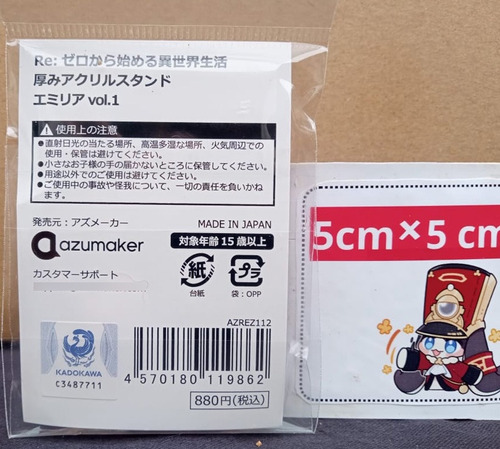 Re: ゼロから始める異世界生活
厚みアクリルスタンド
エミリア vol.1
使用上の注意
●直射日光の当たる場所、高温多湿な場所、火気周辺での使用・保管は避けてください。
●小さなお子様の手の届かないところに保管してください。
●用途以外でのご使用は避けてください。
●ご使用中の事故や怪我について、一切の責任を負いかねます。
発売元：アズメーカー
MADE IN JAPAN
azumaker
対象年齢15歳以上
カスタマーサポート
紙
プラ
台紙
袋：OPP
AZREZ112
KADOKAWA
C3487711
4 570180 119862
880円(税込)
5cm×5 cm